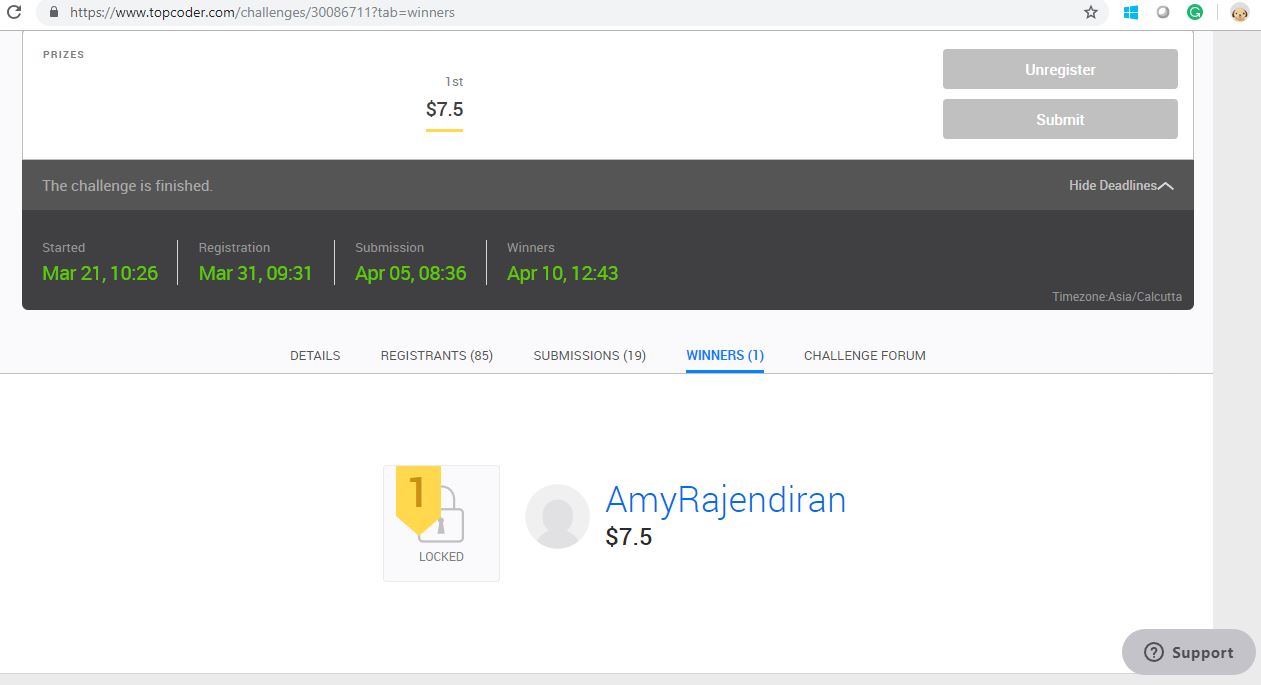 https://www.topcoder.com/challenges/30086711?tab=winners
PRIZES
1st
$7.5
Unregister
Submit
The challenge is finished.
Hide Deadlines
Started
Mar 21, 10:26
Registration
Mar 31, 09:31
Submission
Apr 05, 08:36
Winners
Apr 10, 12:43
Timezone:Asia/Calcutta
DETAILS REGISTRANTS (85) SUBMISSIONS (19) WINNERS (1) CHALLENGE FORUM
1
LOCKED
AmyRajendiran
$7.5
? Support